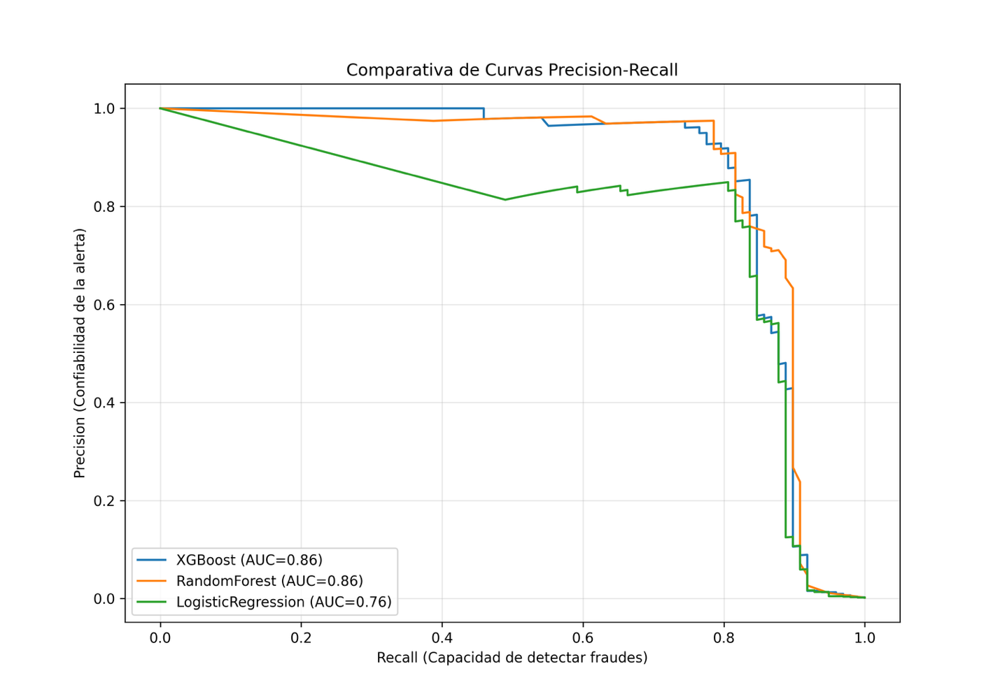 Comparativa de Curvas Precision-Recall
Precision (Confiabilidad de la alerta)
1.0
0.8
0.6
0.4
0.2
0.0
XGBoost (AUC=0.86)
RandomForest (AUC=0.86)
LogisticRegression (AUC=0.76)
0.0 0.2 0.4 0.6 0.8 1.0
Recall (Capacidad de detectar fraudes)